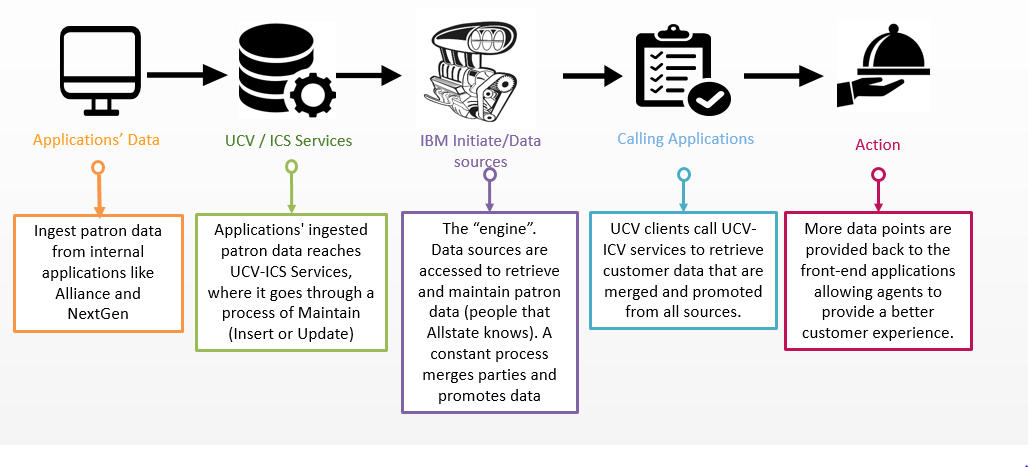 Applications’ Data
UCV / ICS Services
IBM Initiate/Data
sources
Calling Applications
Action
Ingest patron data
from internal
applications like
Alliance and
NextGen
Applications' ingested
patron data reaches
UCV-ICS Services,
where it goes through a
process of Maintain
(Insert or Update)
The “engine”.
Data sources are
accessed to retrieve
and maintain patron
data (people that
Allstate knows). A
constant process
merges parties and
promotes data
UCV clients call UCV-
ICV services to retrieve
customer data that are
merged and promoted
from all sources.
More data points are
provided back to the
front-end applications
allowing agents to
provide a better
customer experience.